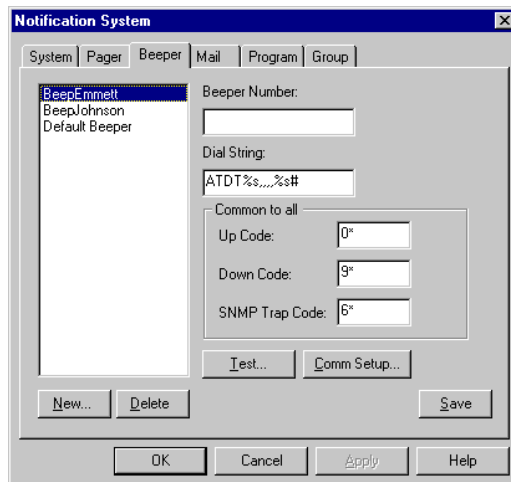 Notification System
System Pager Beeper Mail Program Group
BeepEmmett
BeepJohnson
Default Beeper
Beeper Number:
Dial String:
ATDT%s,,,,%s#
Common to all
Up Code: 0*
Down Code: 9*
SNMP Trap Code: 6*
Test... Comm Setup...
New... Delete Save
OK Cancel Apply Help